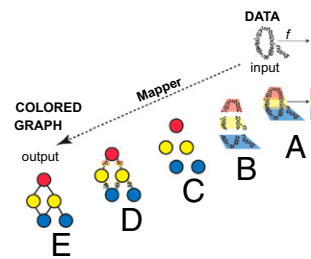 DATA
f
input
Mapper
COLORED
GRAPH
output
A
B
C
D
E